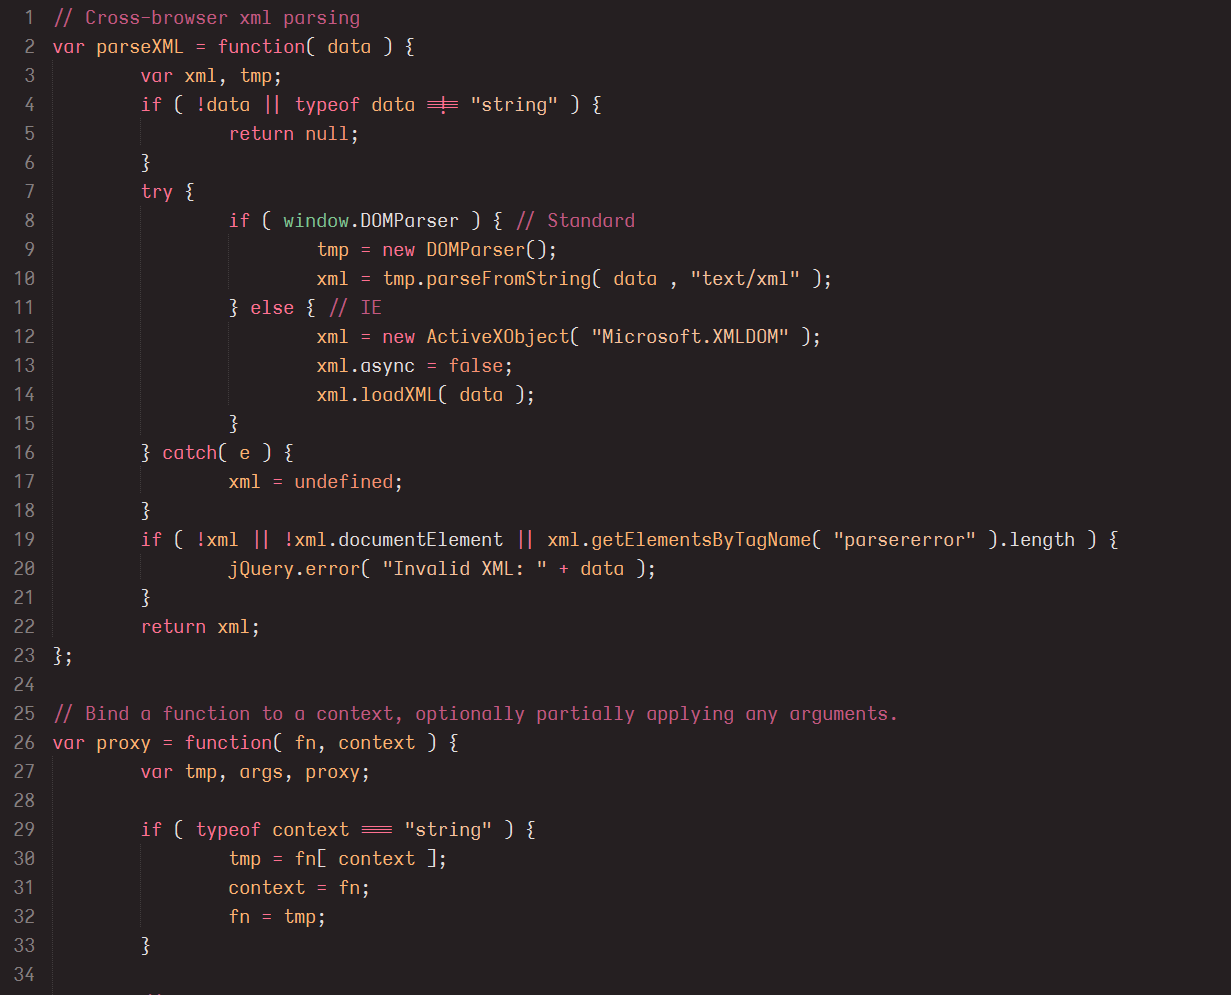 1 // Cross-browser xml parsing
2 var parseXML = function( data ) {
3 var xml, tmp;
4 if ( !data || typeof data !== "string" ) {
5 return null;
6 }
7 try {
8 if ( window.DOMParser ) { // Standard
9 tmp = new DOMParser();
10 xml = tmp.parseFromString( data , "text/xml" );
11 } else { // IE
12 xml = new ActiveXObject( "Microsoft.XMLDOM" );
13 xml.async = false;
14 xml.loadXML( data );
15 }
16 } catch( e ) {
17 xml = undefined;
18 }
19 if ( !xml || !xml.documentElement || xml.getElementsByTagName( "parsererror" ).length ) {
20 jQuery.error( "Invalid XML: " + data );
21 }
22 return xml;
23 };
24
25 // Bind a function to a context, optionally partially applying any arguments.
26 var proxy = function( fn, context ) {
27 var tmp, args, proxy;
28
29 if ( typeof context === "string" ) {
30 tmp = fn[ context ];
31 context = fn;
32 fn = tmp;
33 }
34